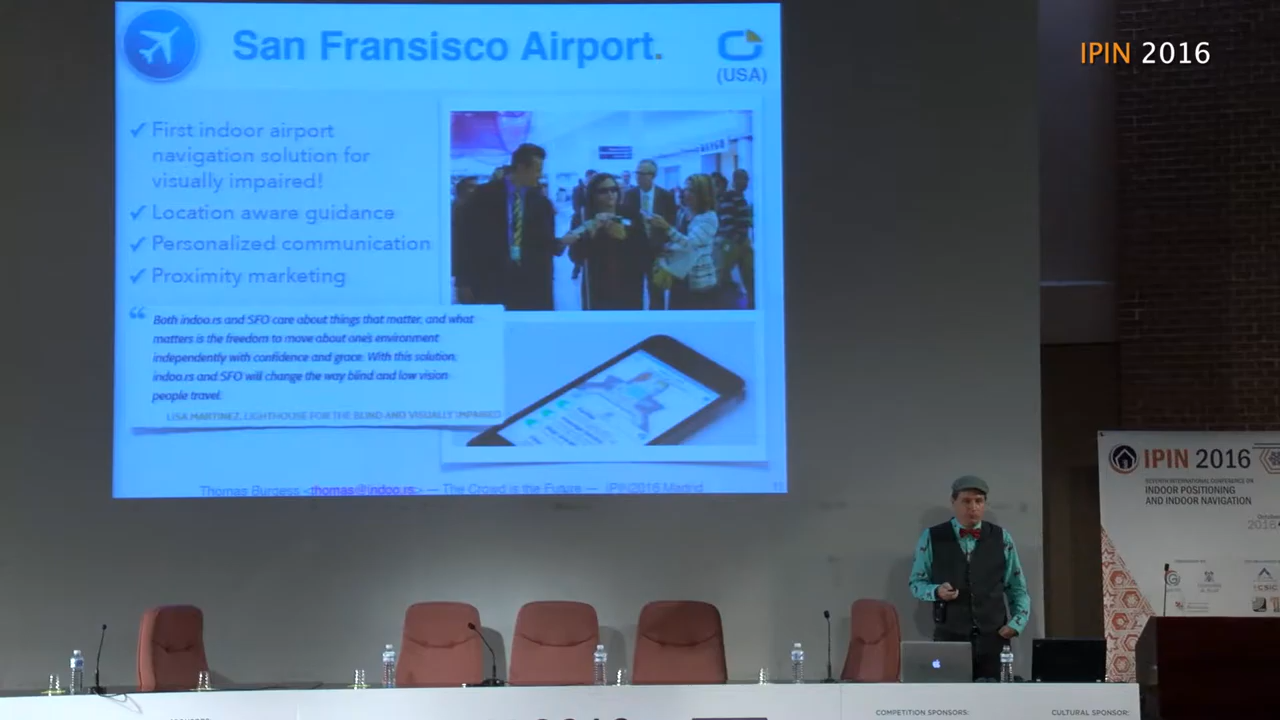 San Fransisco Airport.
(USA)
IPIN 2016
✓ First indoor airport
navigation solution for
visually impaired!
✓ Location aware guidance
✓ Personalized communication
✓ Proximity marketing
“ Both indoo.rs and SFO care about things that matter, and what
matters is the freedom to move about one's environment
independently with confidence and grace. With this solution,
indoo.rs and SFO will change the way blind and low vision
people travel.
LISA MARTINEZ, LIGHTHOUSE FOR THE BLIND AND VISUALLY IMPAIRED
Thomas Burgess <thomas@indoo.rs> — The Crowd is the Future — IPIN2016 Madrid
11
IPIN 2016
SEVENTH INTERNATIONAL CONFERENCE ON
INDOOR POSITIONING
AND INDOOR NAVIGATION
COMPETITION SPONSORS:
CULTURAL SPONSOR: